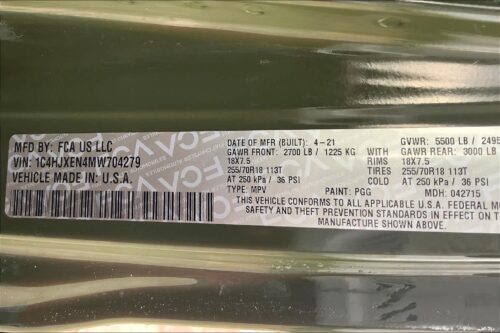 MFD BY: FCA US LLC
VIN: 1C4HJXEN4MW704279
VEHICLE MADE IN: U.S.A.
DATE OF MFR (BUILT): 4-21 GVWR: 5500 LB / 2495
GAWR FRONT: 2700 LB / 1225 KG WITH GAWR REAR: 3000 LB
18X7.5 RIMS 18X7.5
255/70R18 113T TIRES 255/70R18 113T
AT 250 kPa / 36 PSI AT 250 kPa / 36 PSI
TYPE: MPV PAINT: PGG MDH: 042715
THIS VEHICLE CONFORMS TO ALL APPLICABLE U.S.A. FEDERAL MO
SAFETY AND THEFT PREVENTION STANDARDS IN EFFECT ON THE
MANUFACTURE SHOWN ABOVE.